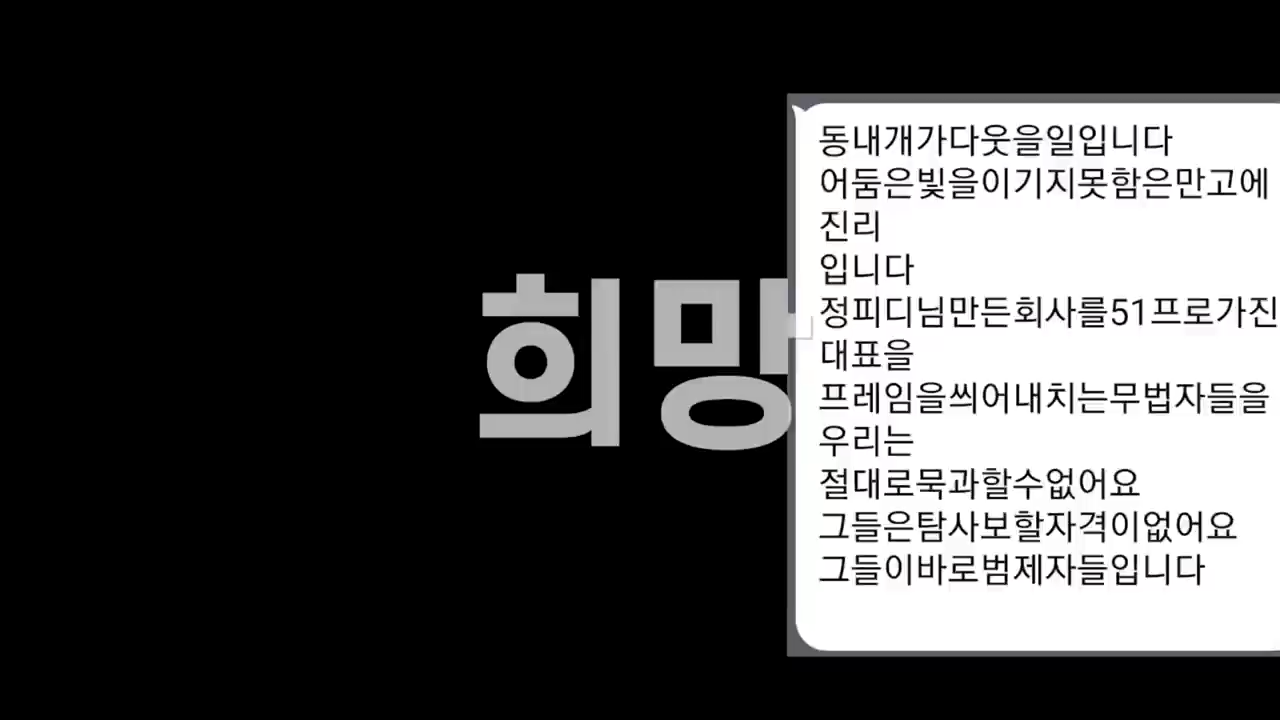 희망
동내개가다웃을일입니다
어둠은빛을이기지못함은만고에
진리
입니다
정피디님만든회사를51프로가진
대표을
프레임을씌어내치는무법자들을
우리는
절대로묵과할수없어요
그들은탐사보할자격이없어요
그들이바로범제자들입니다